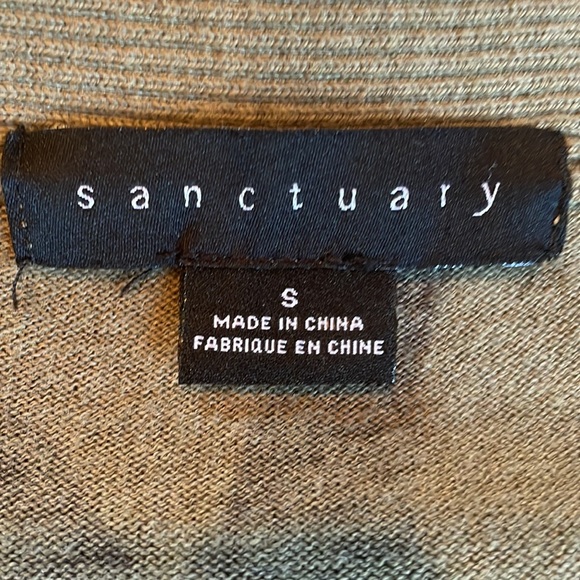 sanctuary
S
MADE IN CHINA
FABRIQUE EN CHINE